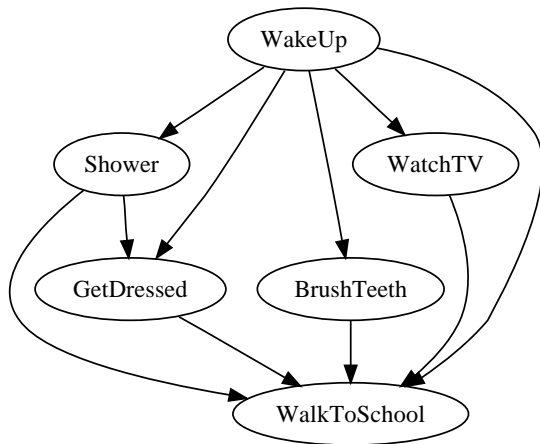 WakeUp
Shower
WatchTV
GetDressed
BrushTeeth
WalkToSchool